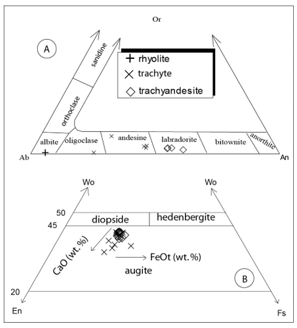 Or
A
sanidine
orthoclase
rhyolite
trachyte
trachyandesite
albite
oligoclase
andesine
labradorite
bitownite
anorthite
Ab
An
Wo
Wo
50
diopside
hedenbergite
45
CaO (wt.%)
FeOt (wt.%)
augite
B
20
En
Fs